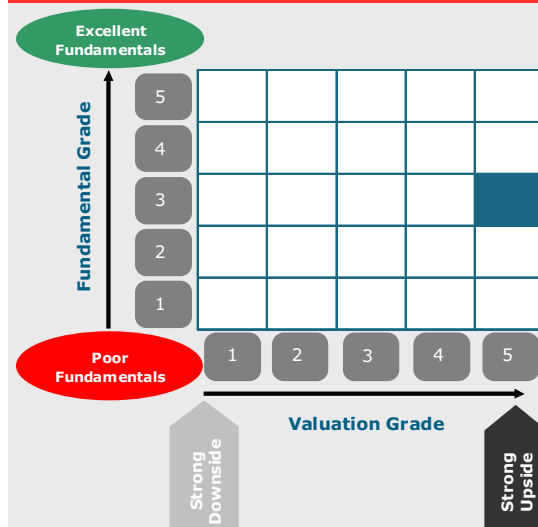 Excellent
Fundamentals
Fundamental Grade
5
4
3
2
1
Poor
Fundamentals
1
2
3
4
5
Valuation Grade
Strong
Downside
Strong
Upside